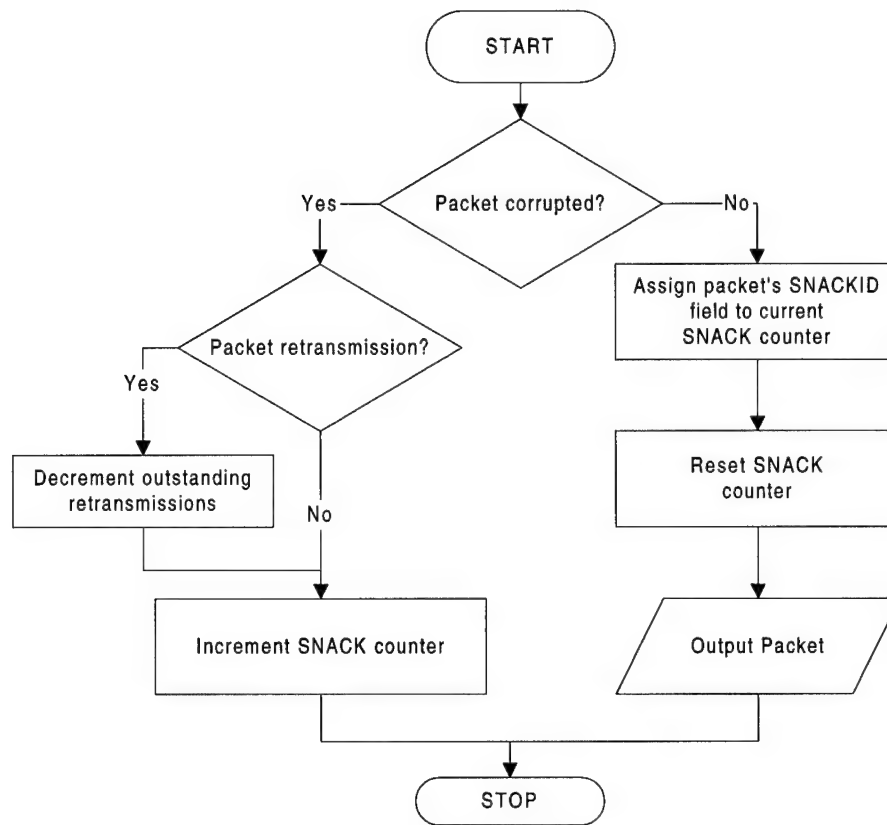 START
Packet corrupted?
Yes
No
Assign packet's SNACKID
field to current
SNACK counter
Packet retransmission?
Yes
Reset SNACK
counter
Decrement outstanding
retransmissions
No
Increment SNACK counter
Output Packet
STOP